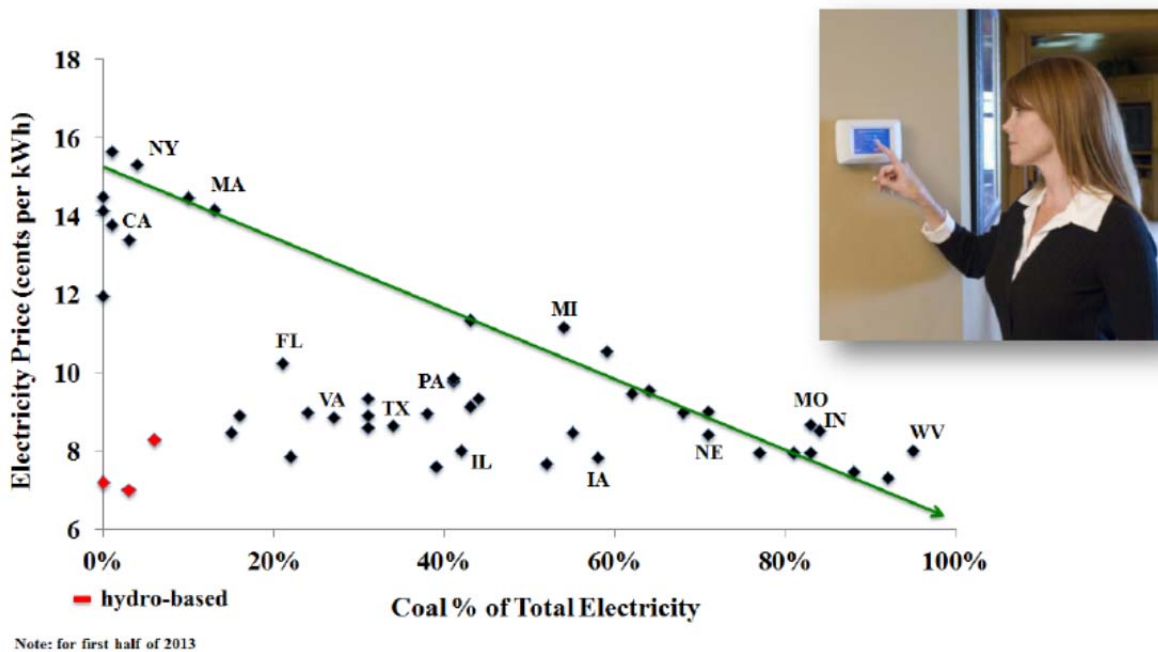 18
16
14
12
10
8
6
Electricity Price (cents per kWh)
NY
MA
CA
MI
FL
PA
VA
TX
MO
IN
WV
NE
IL
IA
0%
20%
40%
60%
80%
100%
hydro-based
Coal % of Total Electricity
Note: for first half of 2013